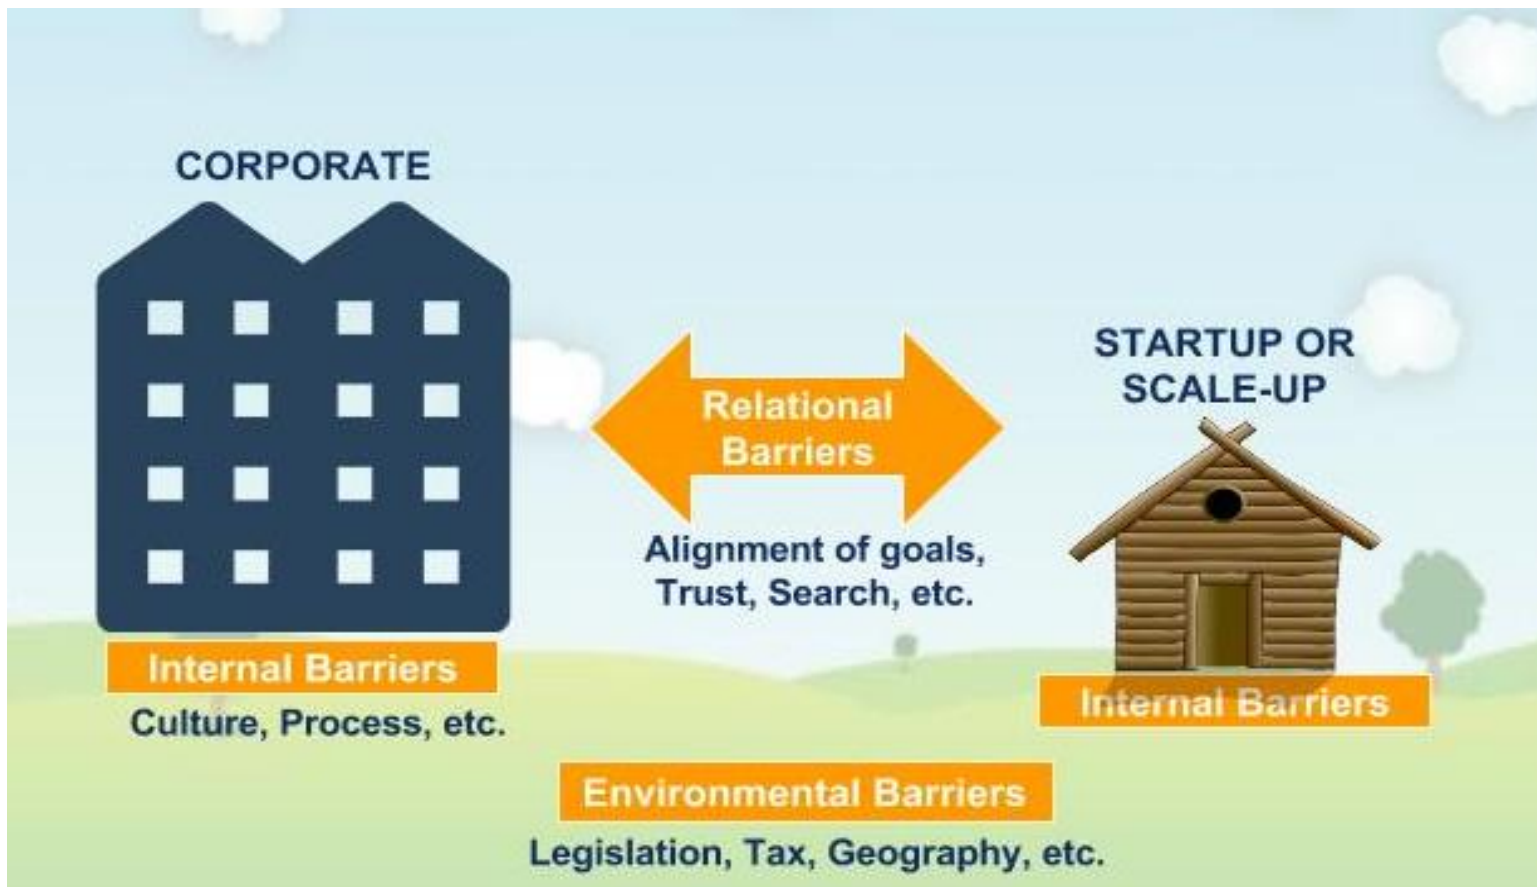 CORPORATE
STARTUP OR
SCALE-UP
Relational
Barriers
Alignment of goals,
Trust, Search, etc.
Internal Barriers
Culture, Process, etc.
Internal Barriers
Environmental Barriers
Legislation, Tax, Geography, etc.